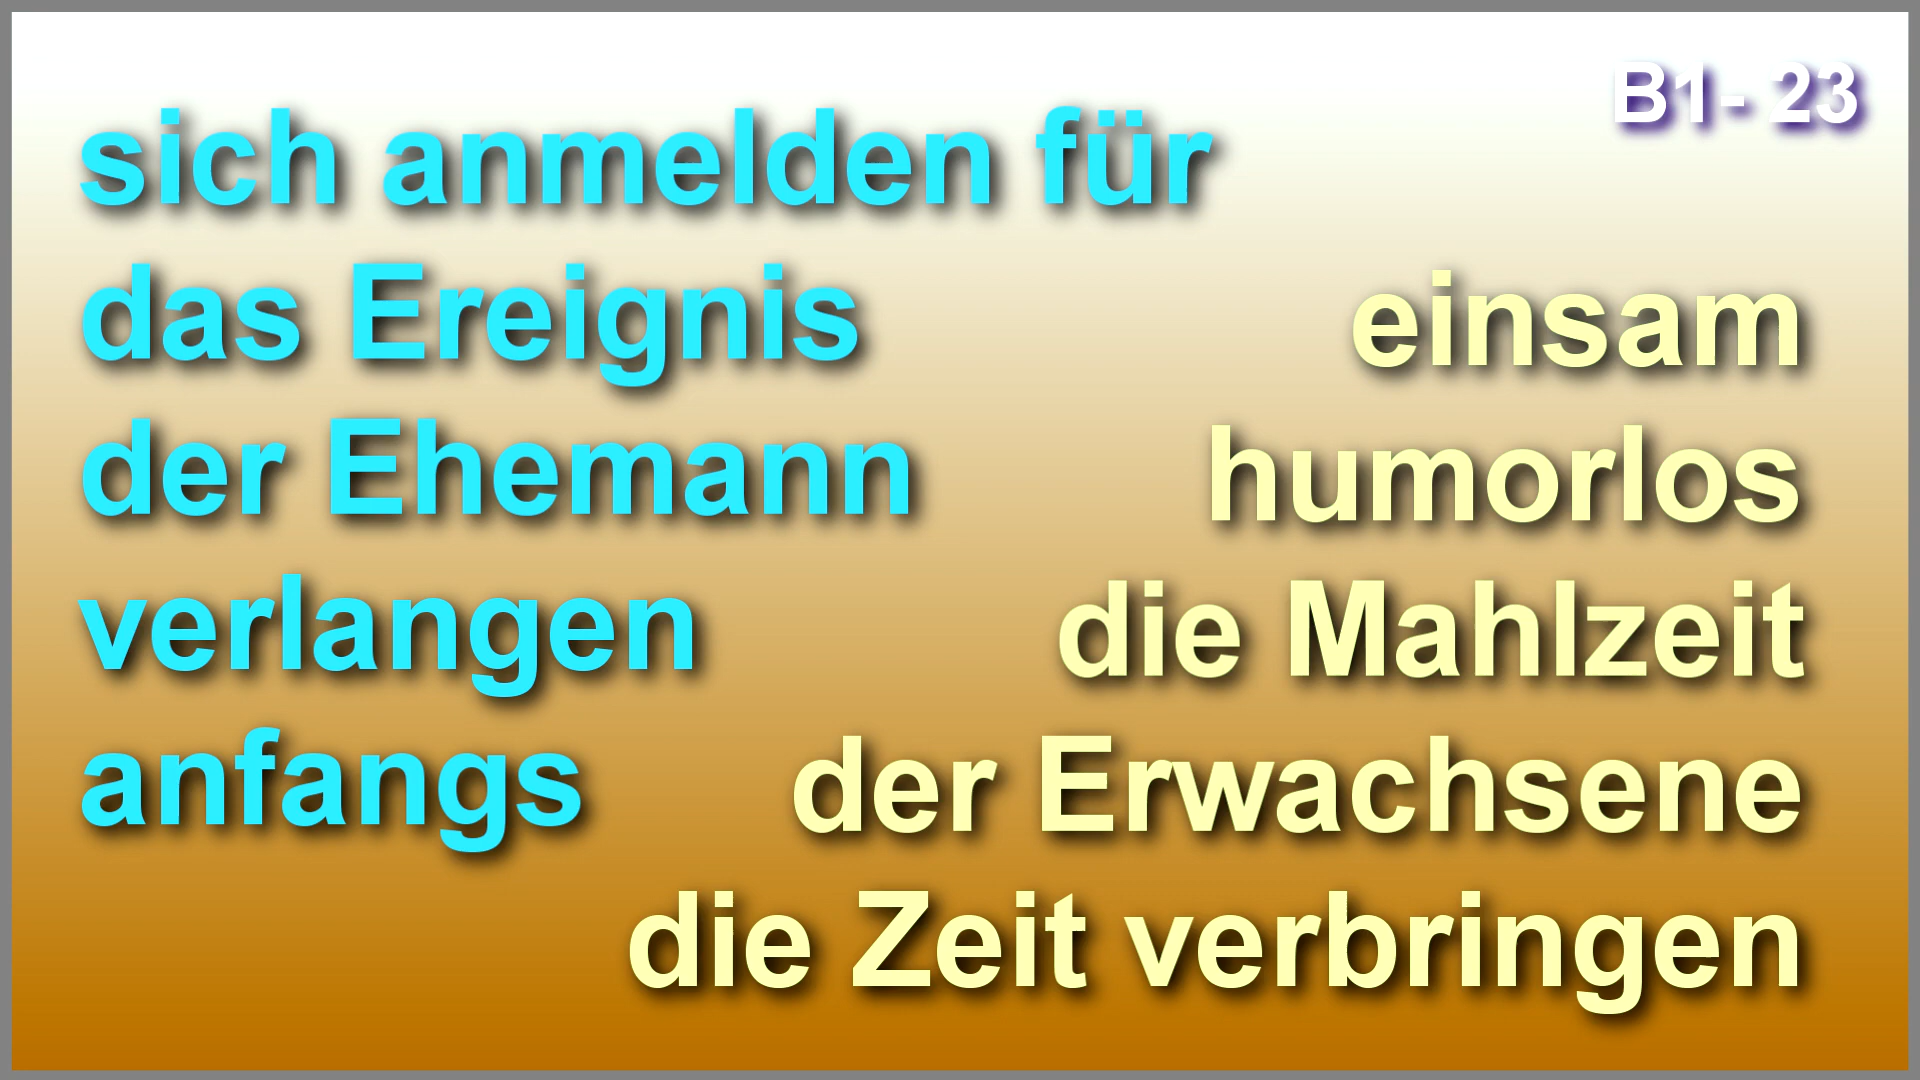 B1- 23
sich anmelden für
das Ereignis
der Ehemann
verlangen
anfangs
einsam
humorlos
die Mahlzeit
der Erwachsene
die Zeit verbringen